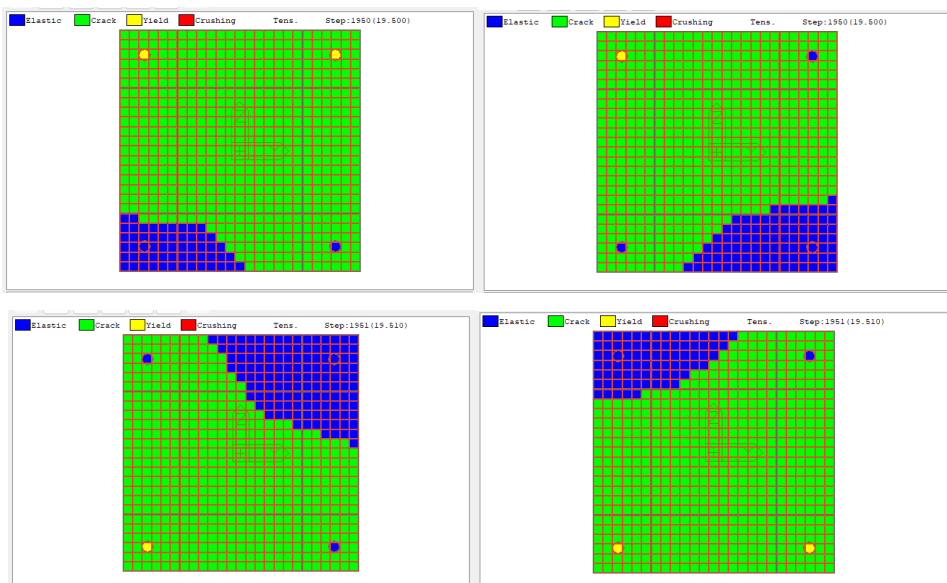 Elastic Crack Yield Crushing Tens. Step:1950(19.500)
Elastic Crack Yield Crushing Tens. Step:1950(19.500)
Elastic Crack Yield Crushing Tens. Step:1951(19.510)
Elastic Crack Yield Crushing Tens. Step:1951(19.510)